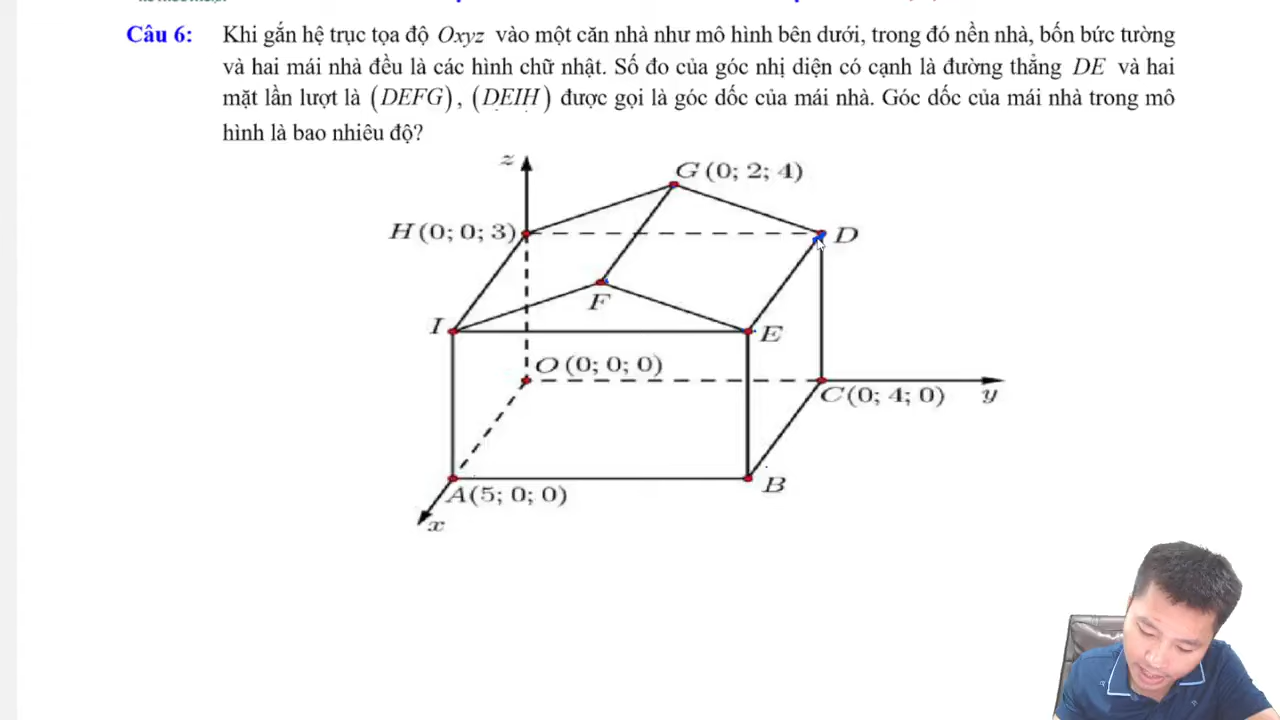 Câu 6: Khi gắn hệ trục tọa độ Oxyz vào một căn nhà như mô hình bên dưới, trong đó nền nhà, bốn bức tường
và hai mái nhà đều là các hình chữ nhật. Số đo của góc nhị diện có cạnh là đường thẳng DE và hai
mặt lần lượt là (DEFG), (DEIH) được gọi là góc dốc của mái nhà. Góc dốc của mái nhà trong mô
hình là bao nhiêu độ?
z
G(0; 2; 4)
H(0; 0; 3)
D
F
I
E
O(0; 0; 0)
C(0; 4; 0)
y
B
A(5; 0; 0)
x